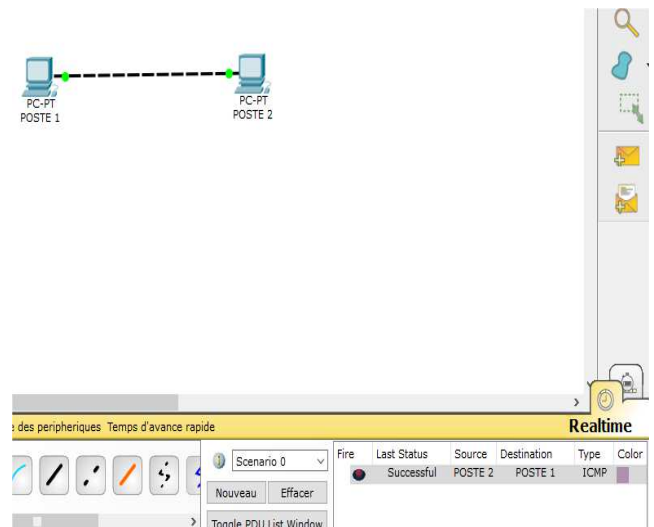 PC-PT
POSTE 1
PC-PT
POSTE 2
des peripheriques Temps d'avance rapide
Realtime
Scenario 0
Nouveau Effacer
Toggle PDU List Window
Fire Last Status Source Destination Type Color
Successful POSTE 2 POSTE 1 ICMP